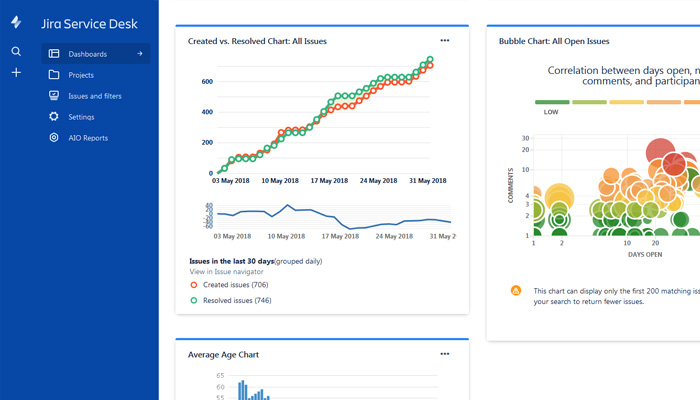 Jira Service Desk
Dashboards
Projects
Issues and filters
Settings
AIO Reports
Created vs. Resolved Chart: All Issues
600
400
200
0
03 May 2018 10 May 2018 17 May 2018 24 May 2018 31 May 2018
40
-60
03 May 2018 10 May 2018 17 May 2018 24 May 2018 31 May 2
Issues in the last 30 days(grouped daily)
View in Issue navigator
Created issues (706)
Resolved issues (746)
Average Age Chart
65
60
55
Bubble Chart: All Open Issues
Correlation between days open, n
comments, and participan
LOW
COMMENTS
30
20
10
4
3
2
1
1 2 10 20
DAYS OPEN
This chart can display only the first 200 matching iss
your search to return fewer issues.